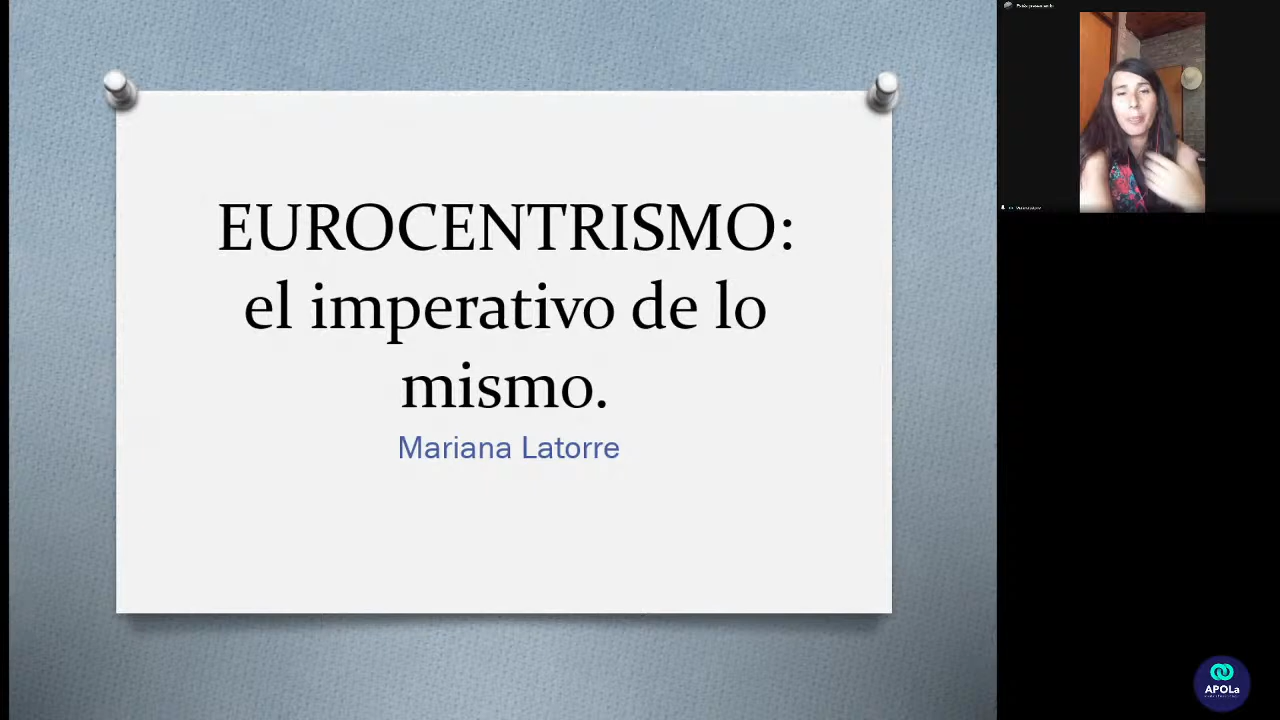 EUROCENTRISMO:
el imperativo de lo
mismo.
Mariana Latorre
APOLa